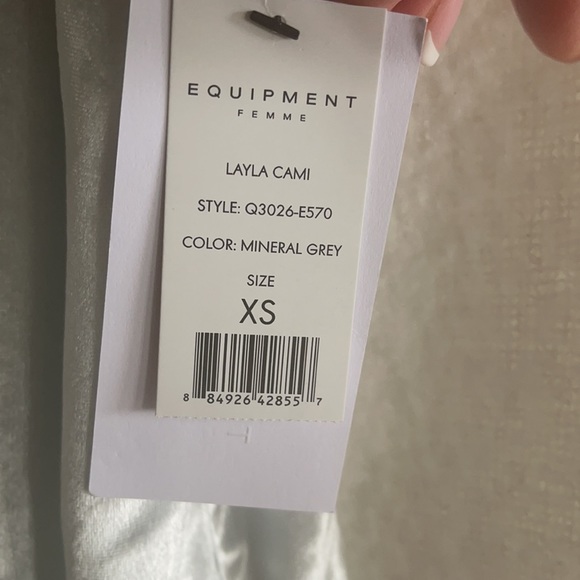 EQUIPMENT
FEMME
LAYLA CAMI
STYLE: Q3026-E570
COLOR: MINERAL GREY
SIZE
XS
8 84926 42855 7